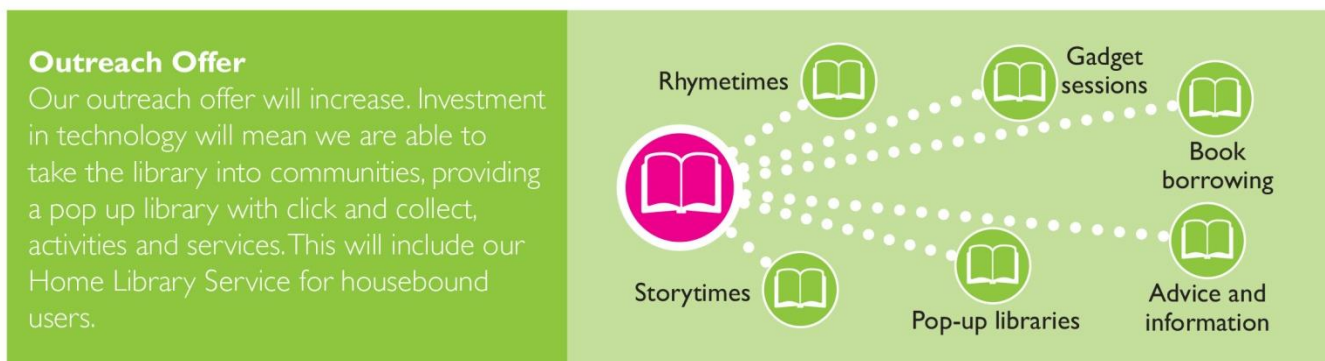 Outreach Offer
Our outreach offer will increase. Investment
in technology will mean we are able to
take the library into communities, providing
a pop up library with click and collect,
activities and services. This will include our
Home Library Service for housebound
users.
Rhymetimes
Gadget
sessions
Book
borrowing
Storytimes
Pop-up libraries
Advice and
information